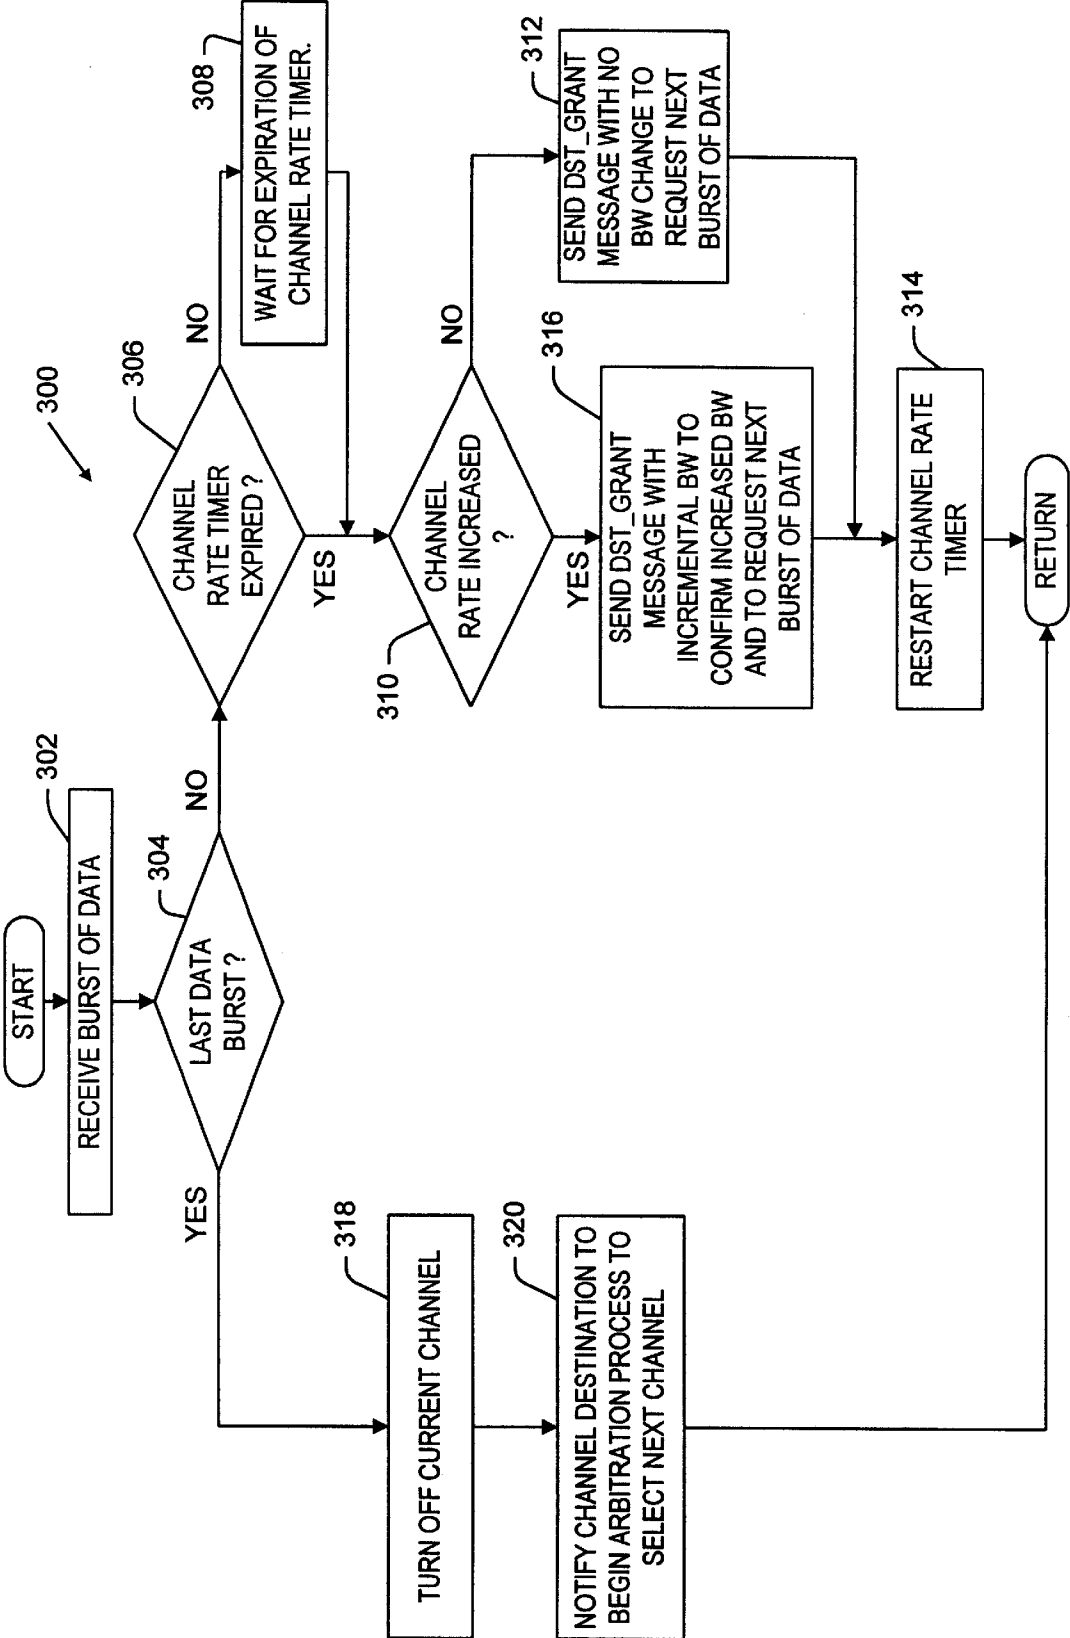 300
START
302
RECEIVE BURST OF DATA
304
LAST DATA
BURST ?
YES
NO
306
CHANNEL
RATE TIMER
EXPIRED ?
NO
YES
308
WAIT FOR EXPIRATION OF
CHANNEL RATE TIMER.
310
CHANNEL
RATE INCREASED
?
NO
YES
312
SEND DST_GRANT
MESSAGE WITH NO
BW CHANGE TO
REQUEST NEXT
BURST OF DATA
316
SEND DST_GRANT
MESSAGE WITH
INCREMENTAL BW TO
CONFIRM INCREASED BW
AND TO REQUEST NEXT
BURST OF DATA
314
RESTART CHANNEL RATE
TIMER
318
TURN OFF CURRENT CHANNEL
320
NOTIFY CHANNEL DESTINATION TO
BEGIN ARBITRATION PROCESS TO
SELECT NEXT CHANNEL
RETURN